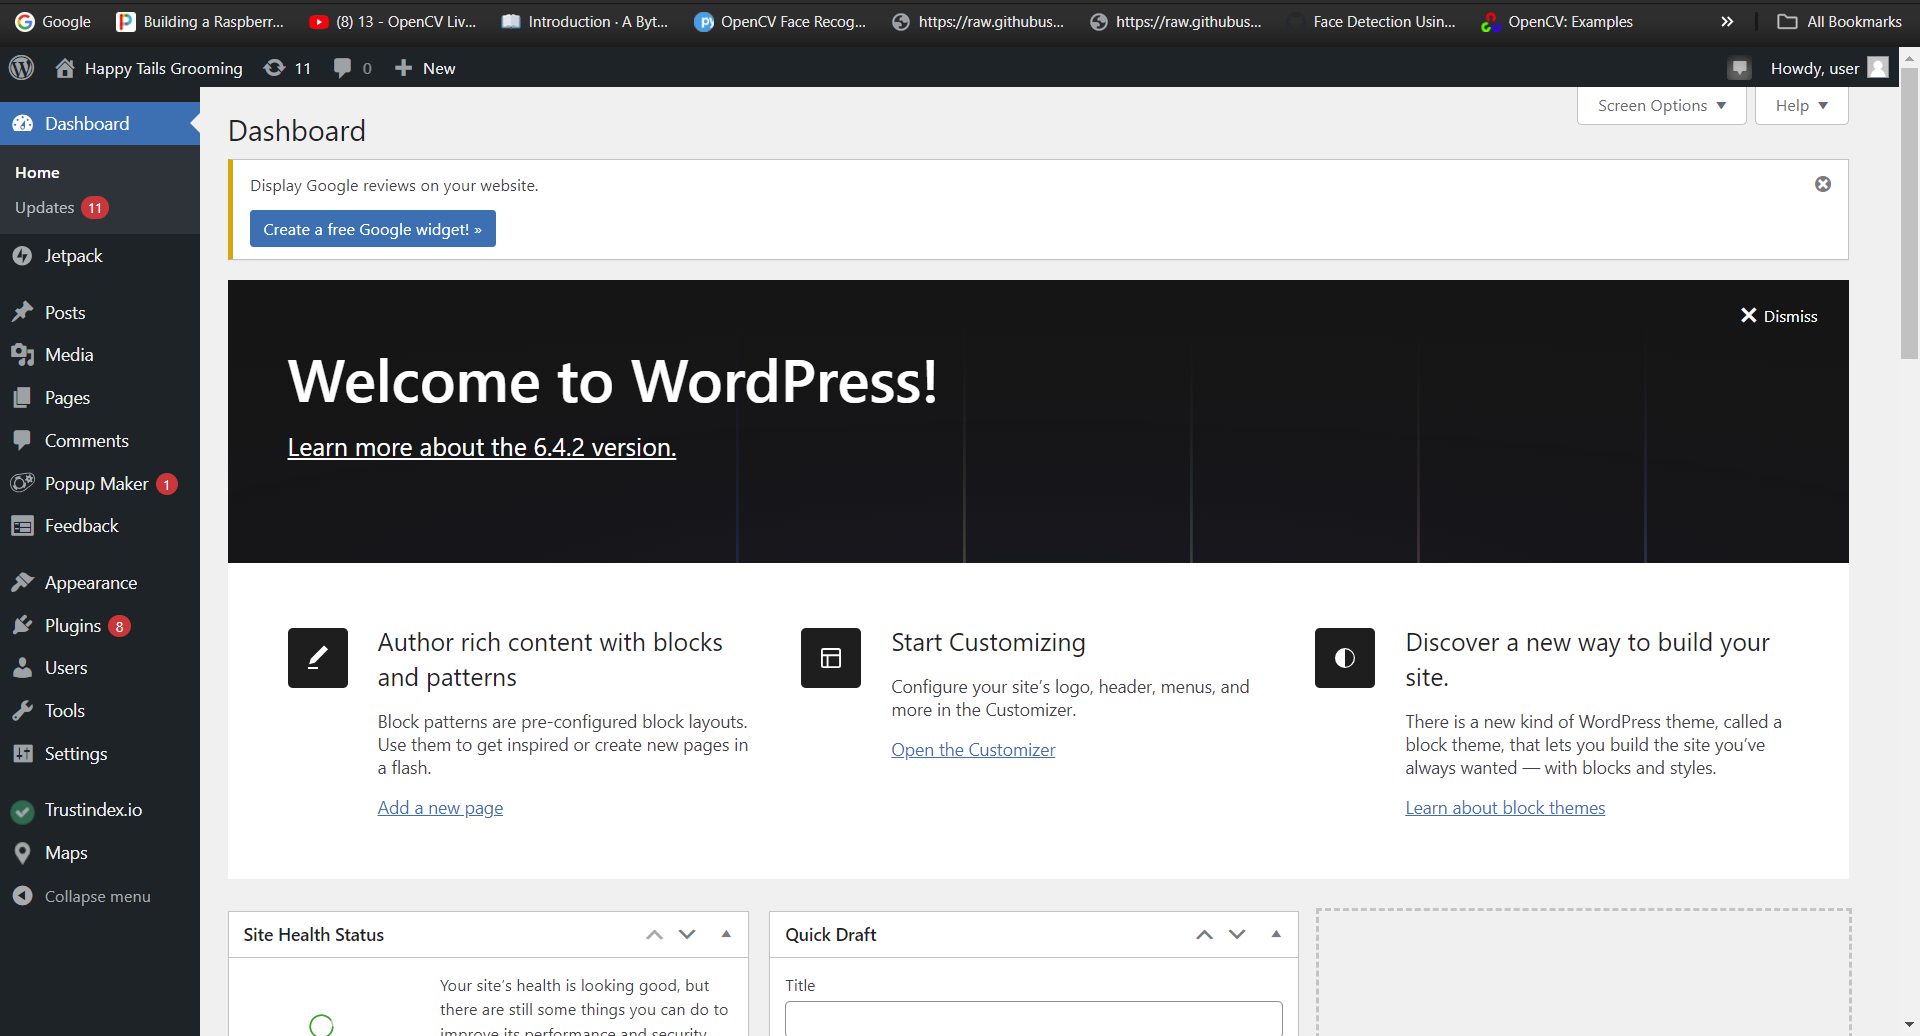 Google
Building a Raspberr...
(8) 13 - OpenCV Liv...
Introduction · A Byt...
OpenCV Face Recog...
https://raw.githubus...
https://raw.githubus...
Face Detection Usin...
OpenCV: Examples
All Bookmarks
Happy Tails Grooming
11
0
New
Howdy, user
Dashboard
Home
Updates 11
Jetpack
Posts
Media
Pages
Comments
Popup Maker 1
Feedback
Appearance
Plugins 8
Users
Tools
Settings
Trustindex.io
Maps
Collapse menu
Screen Options
Help
Dashboard
Display Google reviews on your website.
Create a free Google widget! »
Dismiss
Welcome to WordPress!
Learn more about the 6.4.2 version.
Author rich content with blocks
and patterns
Block patterns are pre-configured block layouts.
Use them to get inspired or create new pages in
a flash.
Add a new page
Start Customizing
Configure your site’s logo, header, menus, and
more in the Customizer.
Open the Customizer
Discover a new way to build your
site.
There is a new kind of WordPress theme, called a
block theme, that lets you build the site you’ve
always wanted — with blocks and styles.
Learn about block themes
Site Health Status
Your site’s health is looking good, but
there are still some things you can do to
improve its performance and security.
Quick Draft
Title